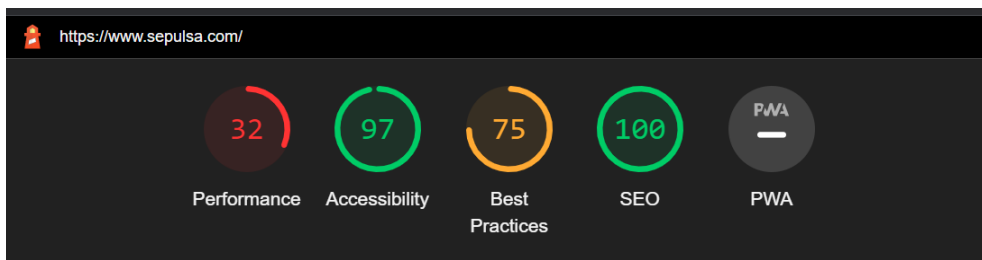 https://www.sepulsa.com/
32
97
75
100
PWA
Performance
Accessibility
Best
Practices
SEO
PWA